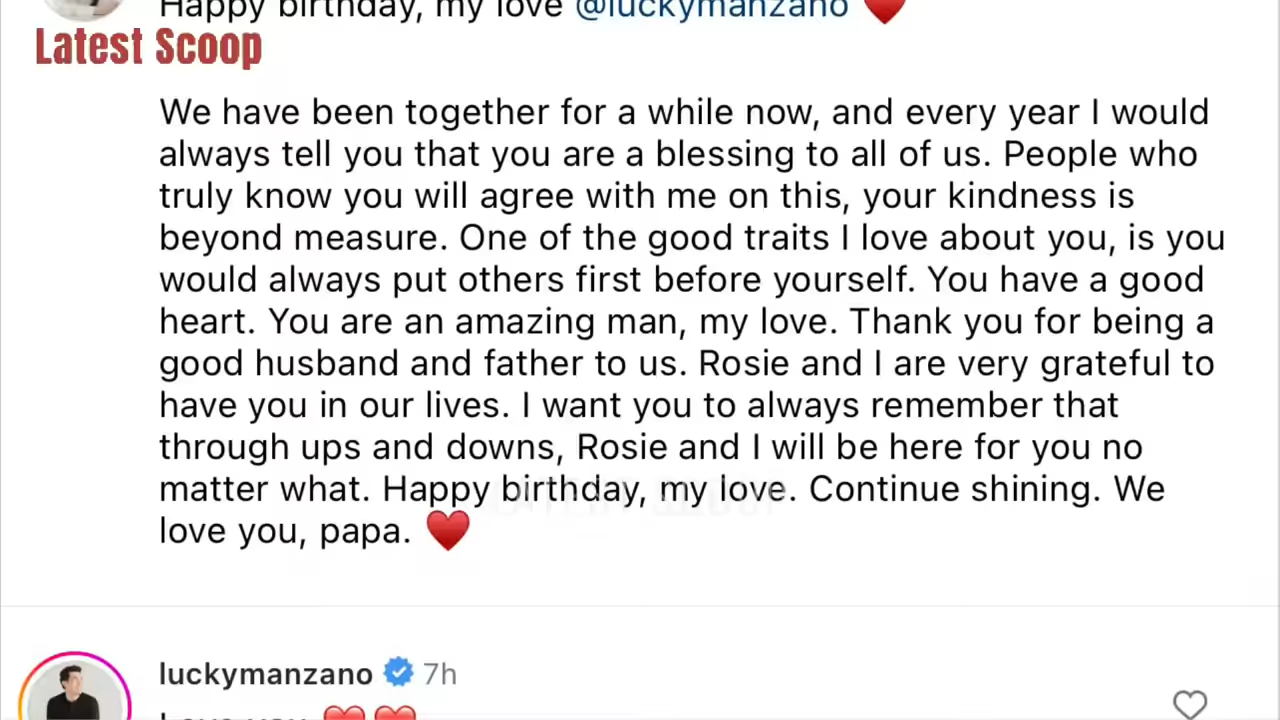 Happy birthday, my love @luckymanzano ❤️
Latest Scoop
We have been together for a while now, and every year I would
always tell you that you are a blessing to all of us. People who
truly know you will agree with me on this, your kindness is
beyond measure. One of the good traits I love about you, is you
would always put others first before yourself. You have a good
heart. You are an amazing man, my love. Thank you for being a
good husband and father to us. Rosie and I are very grateful to
have you in our lives. I want you to always remember that
through ups and downs, Rosie and I will be here for you no
matter what. Happy birthday, my love. Continue shining. We
love you, papa. ♥️
luckymanzano 7h
Love you ♥️♥️